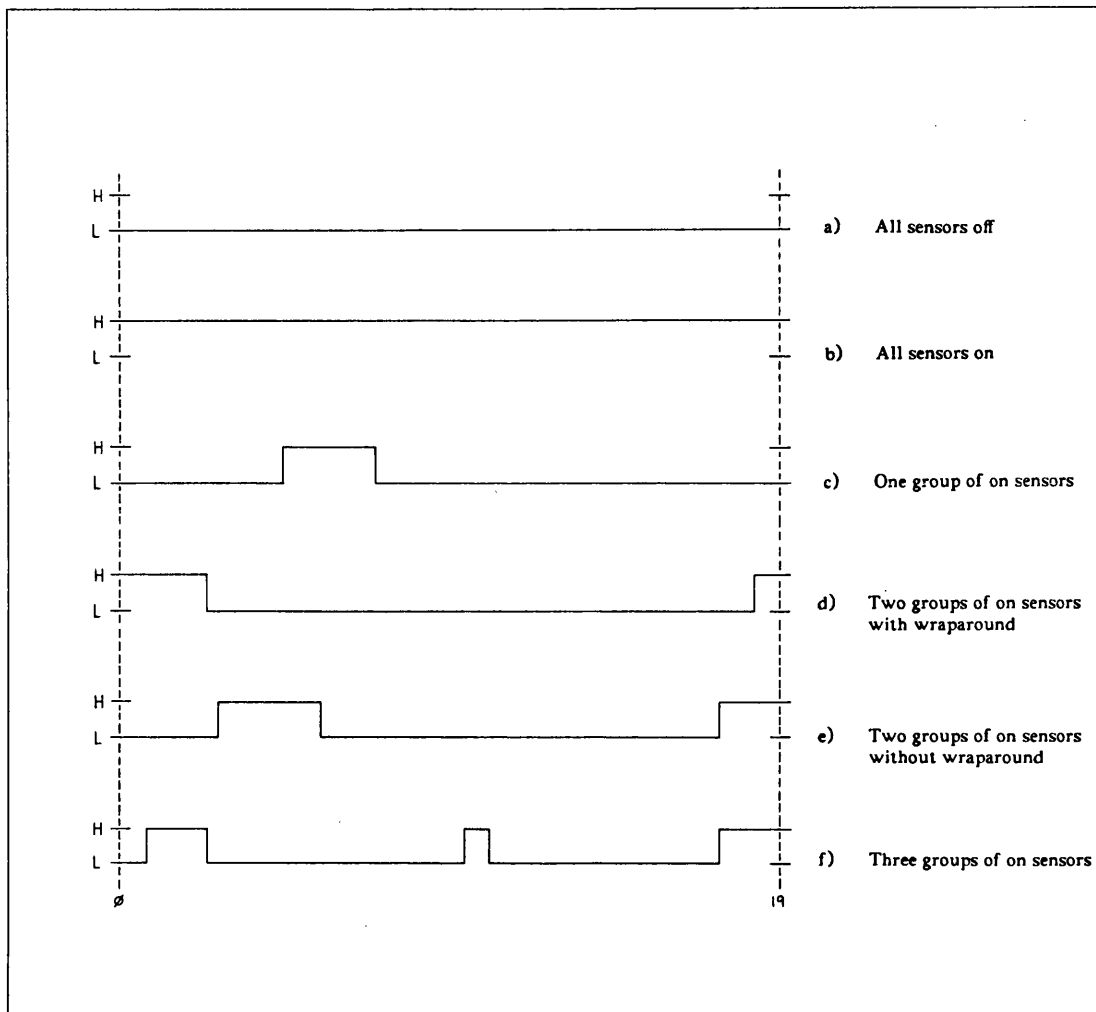 H
L a) All sensors off
H
L b) All sensors on
H
L c) One group of on sensors
H
L d) Two groups of on sensors
with wraparound
H
L e) Two groups of on sensors
without wraparound
H
L f) Three groups of on sensors
ø 19